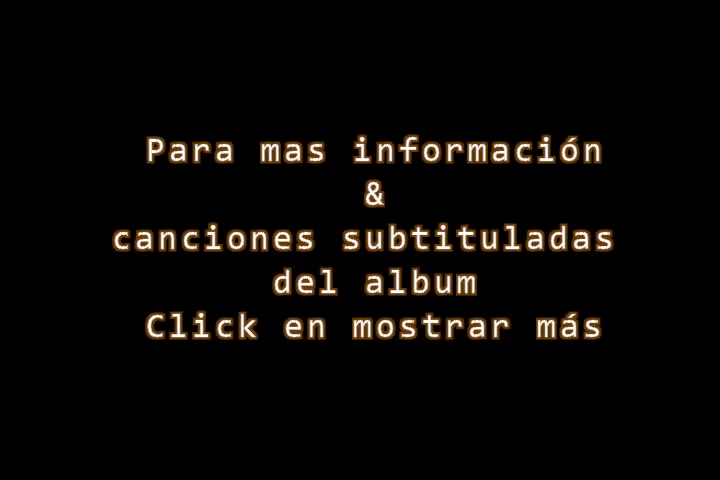 Para mas información
&
canciones subtituladas
del album
Click en mostrar más